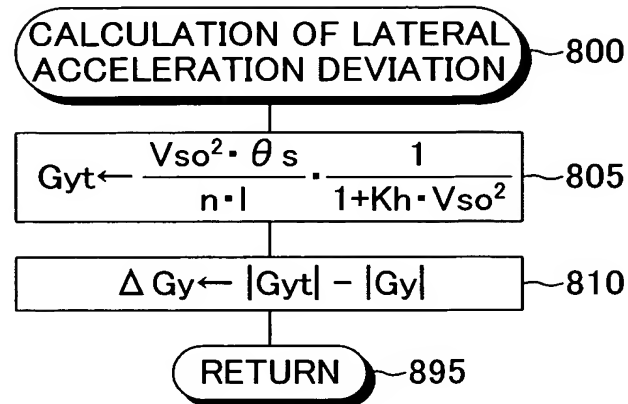 CALCULATION OF LATERAL
ACCELERATION DEVIATION
800
Gyt← Vso²・θs / n・l ・ 1 / 1+Kh・Vso²
805
ΔGy← |Gyt| − |Gy|
810
RETURN
895